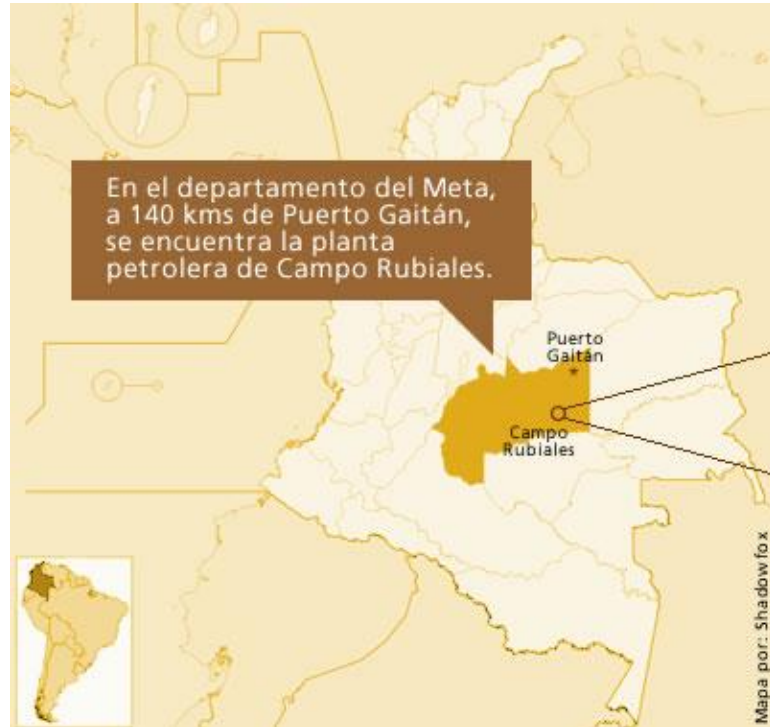 En el departamento del Meta,
a 140 kms de Puerto Gaitán,
se encuentra la planta
petrolera de Campo Rubiales.
Puerto
Gaitán
Campo
Rubiales
Mapa por: Shadowfox